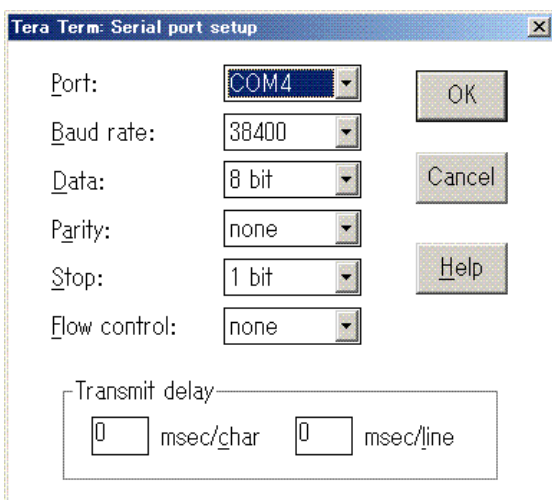 Tera Term: Serial port setup
Port: COM4
OK
Baud rate: 38400
Data: 8 bit
Cancel
Parity: none
Stop: 1 bit
Help
Flow control: none
Transmit delay
0 msec/char 0 msec/line